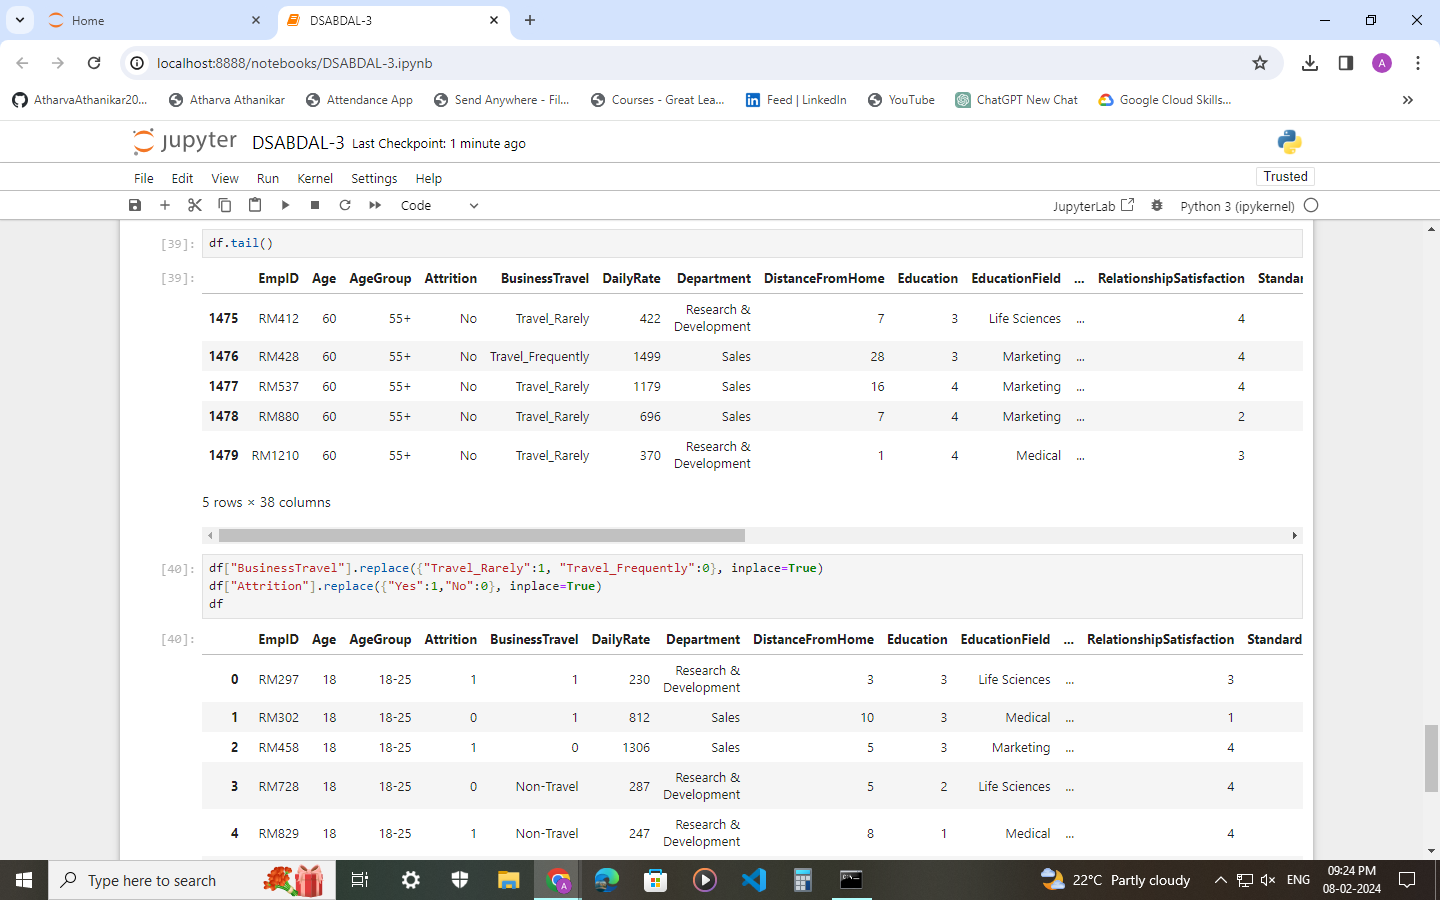 Home
DSABDAL-3
localhost:8888/notebooks/DSABDAL-3.ipynb
A
AtharvaAthanikar20...
Atharva Athanikar
Attendance App
Send Anywhere - Fil...
Courses - Great Lea...
Feed | LinkedIn
YouTube
ChatGPT New Chat
Google Cloud Skills...
jupyter DSABDAL-3 Last Checkpoint: 1 minute ago
File Edit View Run Kernel Settings Help
Trusted
Code
JupyterLab
Python 3 (ipykernel)
[39]: df.tail()
[39]: EmpID Age AgeGroup Attrition BusinessTravel DailyRate Department DistanceFromHome Education EducationField ... RelationshipSatisfaction Standar
1475 RM412 60 55+ No Travel_Rarely 422 Research & Development 7 3 Life Sciences ... 4
1476 RM428 60 55+ No Travel_Frequently 1499 Sales 28 3 Marketing ... 4
1477 RM537 60 55+ No Travel_Rarely 1179 Sales 16 4 Marketing ... 4
1478 RM880 60 55+ No Travel_Rarely 696 Sales 7 4 Marketing ... 2
1479 RM1210 60 55+ No Travel_Rarely 370 Research & Development 1 4 Medical ... 3
5 rows × 38 columns
[40]: df["BusinessTravel"].replace({"Travel_Rarely":1, "Travel_Frequently":0}, inplace=True)
df["Attrition"].replace({"Yes":1,"No":0}, inplace=True)
df
[40]: EmpID Age AgeGroup Attrition BusinessTravel DailyRate Department DistanceFromHome Education EducationField ... RelationshipSatisfaction Standard
0 RM297 18 18-25 1 1 230 Research & Development 3 3 Life Sciences ... 3
1 RM302 18 18-25 0 1 812 Sales 10 3 Medical ... 1
2 RM458 18 18-25 1 0 1306 Sales 5 3 Marketing ... 4
3 RM728 18 18-25 0 Non-Travel 287 Research & Development 5 2 Life Sciences ... 4
4 RM829 18 18-25 1 Non-Travel 247 Research & Development 8 1 Medical ... 4
Type here to search
22°C Partly cloudy
ENG
09:24 PM
08-02-2024